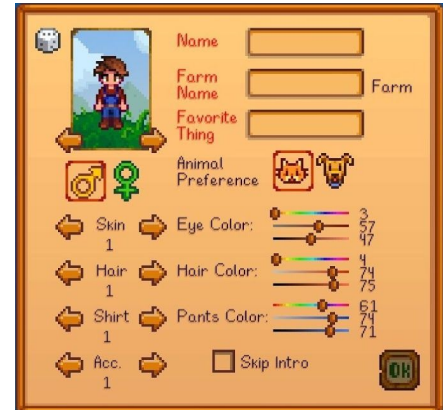 Name
Farm Name
Farm
Favorite Thing
Animal Preference
Skin
1
Eye Color:
3
57
47
Hair
1
Hair Color:
4
74
75
Shirt
1
Pants Color:
61
74
71
Acc.
1
Skip Intro
OK